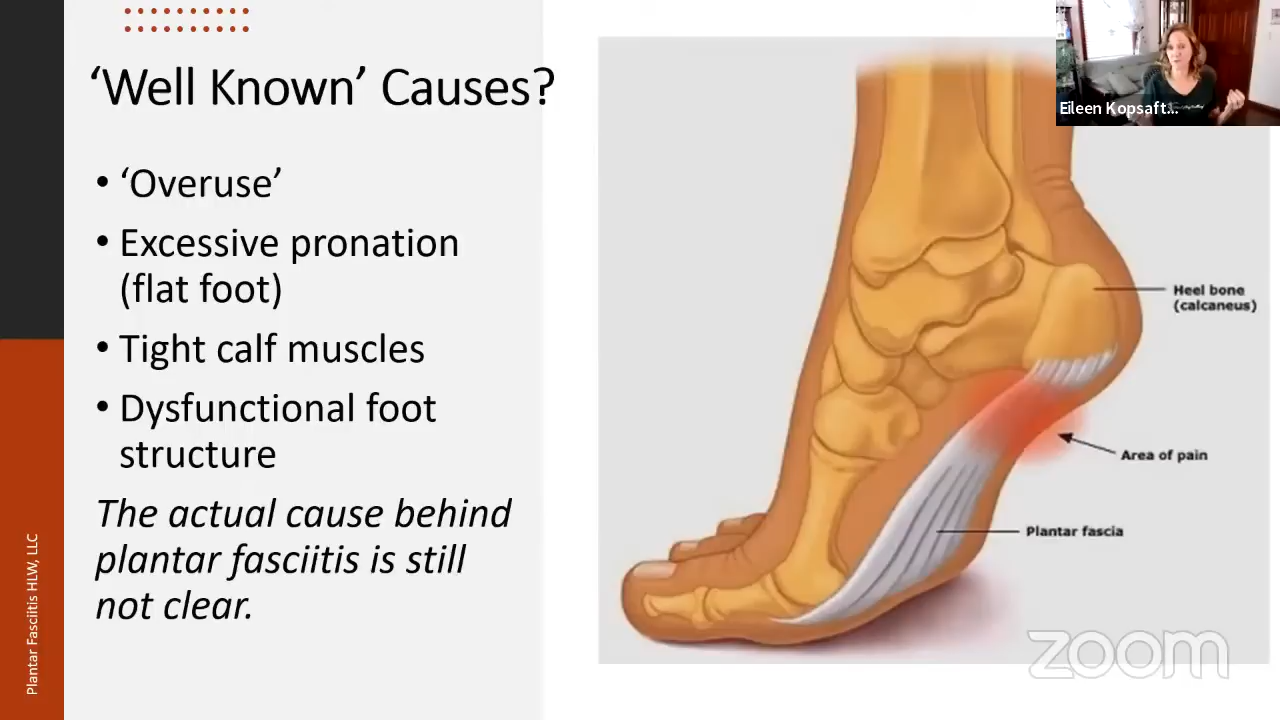 ‘Well Known’ Causes?
• ‘Overuse’
• Excessive pronation
(flat foot)
• Tight calf muscles
• Dysfunctional foot
structure
The actual cause behind
plantar fasciitis is still
not clear.
Plantar Fasciitis HLW, LLC
Eileen Kopsaft...
Heel bone
(calcaneus)
Area of pain
Plantar fascia
zoom